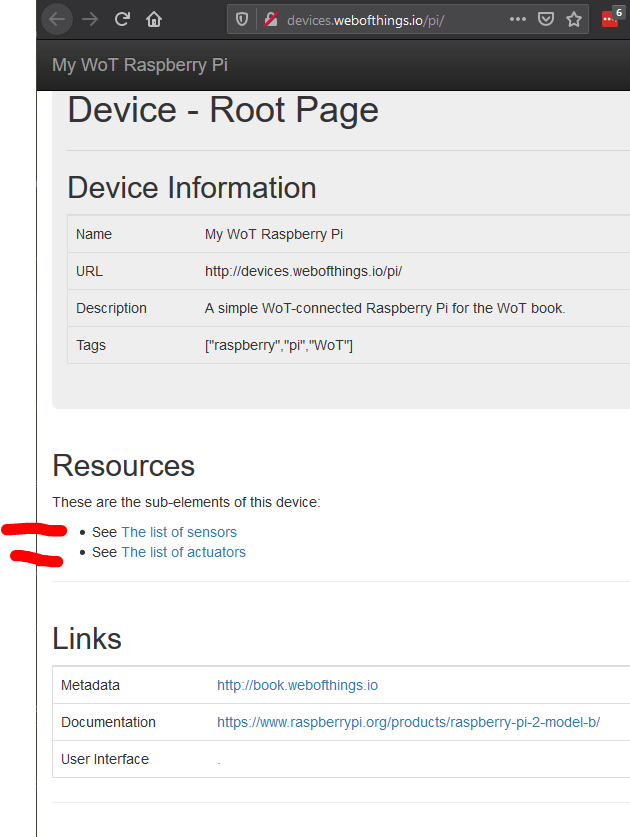 devices.webofthings.io/pi/
6
My WoT Raspberry Pi
Device - Root Page
Device Information
Name My WoT Raspberry Pi
URL http://devices.webofthings.io/pi/
Description A simple WoT-connected Raspberry Pi for the WoT book.
Tags ["raspberry","pi","WoT"]
Resources
These are the sub-elements of this device:
• See The list of sensors
• See The list of actuators
Links
Metadata http://book.webofthings.io
Documentation https://www.raspberrypi.org/products/raspberry-pi-2-model-b/
User Interface .